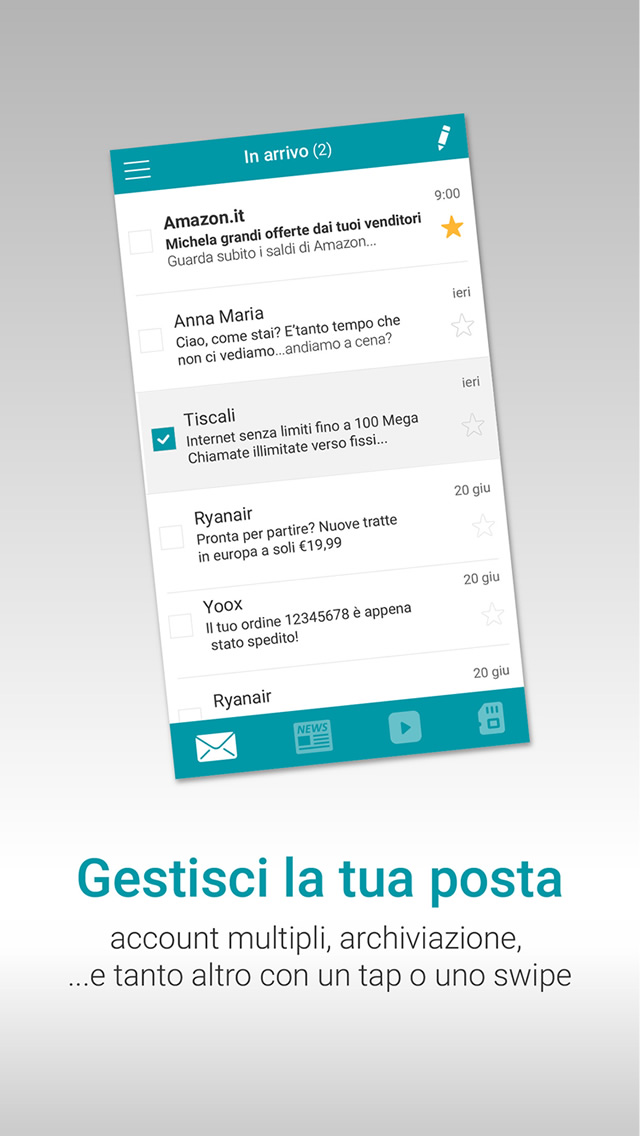 In arrivo (2)
Amazon.it
9:00
Michela grandi offerte dai tuoi venditori
Guarda subito i saldi di Amazon...
Anna Maria
ieri
Ciao, come stai? E'tanto tempo che
non ci vediamo...andiamo a cena?
Tiscali
ieri
Internet senza limiti fino a 100 Mega
Chiamate illimitate verso fissi...
Ryanair
20 giu
Pronta per partire? Nuove tratte
in europa a soli €19,99
Yoox
20 giu
Il tuo ordine 12345678 è appena
stato spedito!
Ryanair
20 giu
NEWS
Gestisci la tua posta
account multipli, archiviazione,
...e tanto altro con un tap o uno swipe